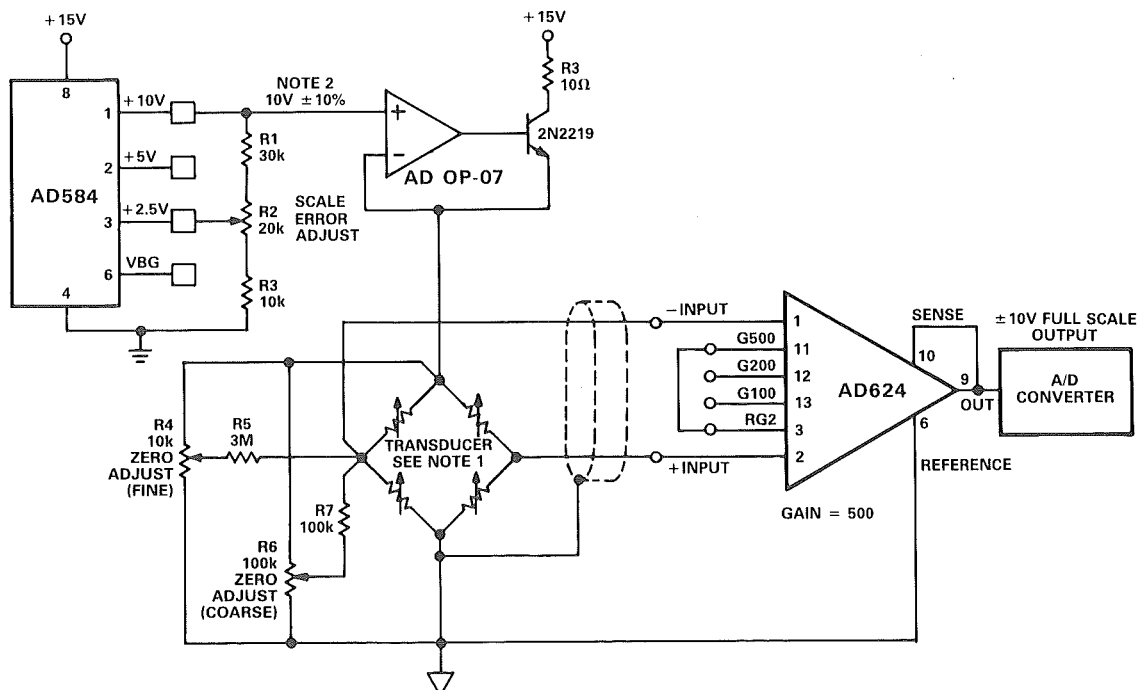 +15V
8
AD584
1
+10V
2
+5V
3
+2.5V
6
VBG
4
R1
30k
R2
20k
SCALE
ERROR
ADJUST
R3
10k
NOTE 2
10V ±10%
+
−
AD OP-07
+15V
R3
10Ω
2N2219
R4
10k
ZERO
ADJUST
(FINE)
R5
3M
R6
100k
ZERO
ADJUST
(COARSE)
R7
100k
TRANSDUCER
SEE NOTE 1
−INPUT
G500
G200
G100
RG2
+INPUT
1
11
12
13
3
2
AD624
GAIN = 500
SENSE
10
9
OUT
6
REFERENCE
±10V FULL SCALE
OUTPUT
A/D
CONVERTER